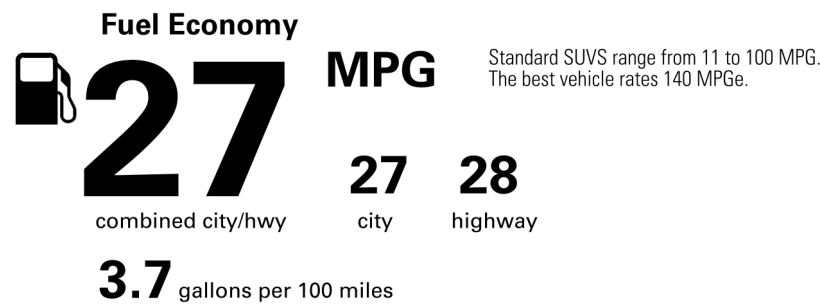 Fuel Economy
27
MPG
Standard SUVS range from 11 to 100 MPG.
The best vehicle rates 140 MPGe.
27 28
combined city/hwy city highway
3.7 gallons per 100 miles